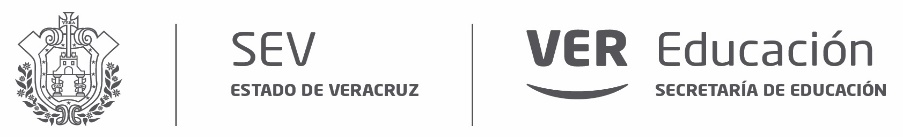 SEV
ESTADO DE VERACRUZ
VER Educación
SECRETARÍA DE EDUCACIÓN